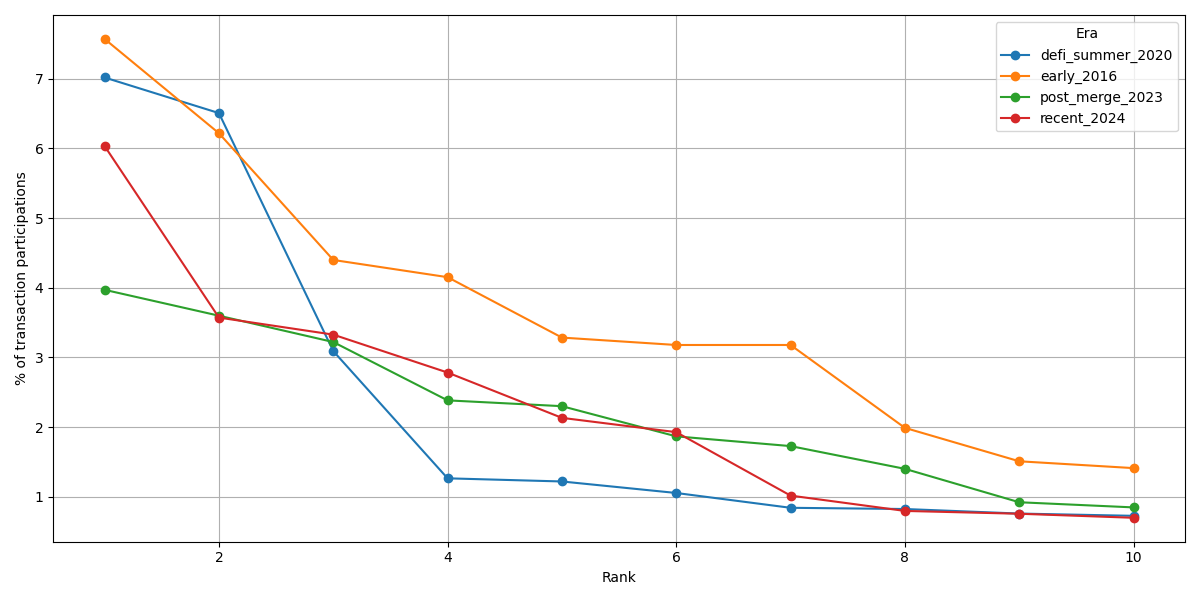 Era
defi_summer_2020
early_2016
post_merge_2023
recent_2024
% of transaction participations
7
6
5
4
3
2
1
2
4
6
8
10
Rank